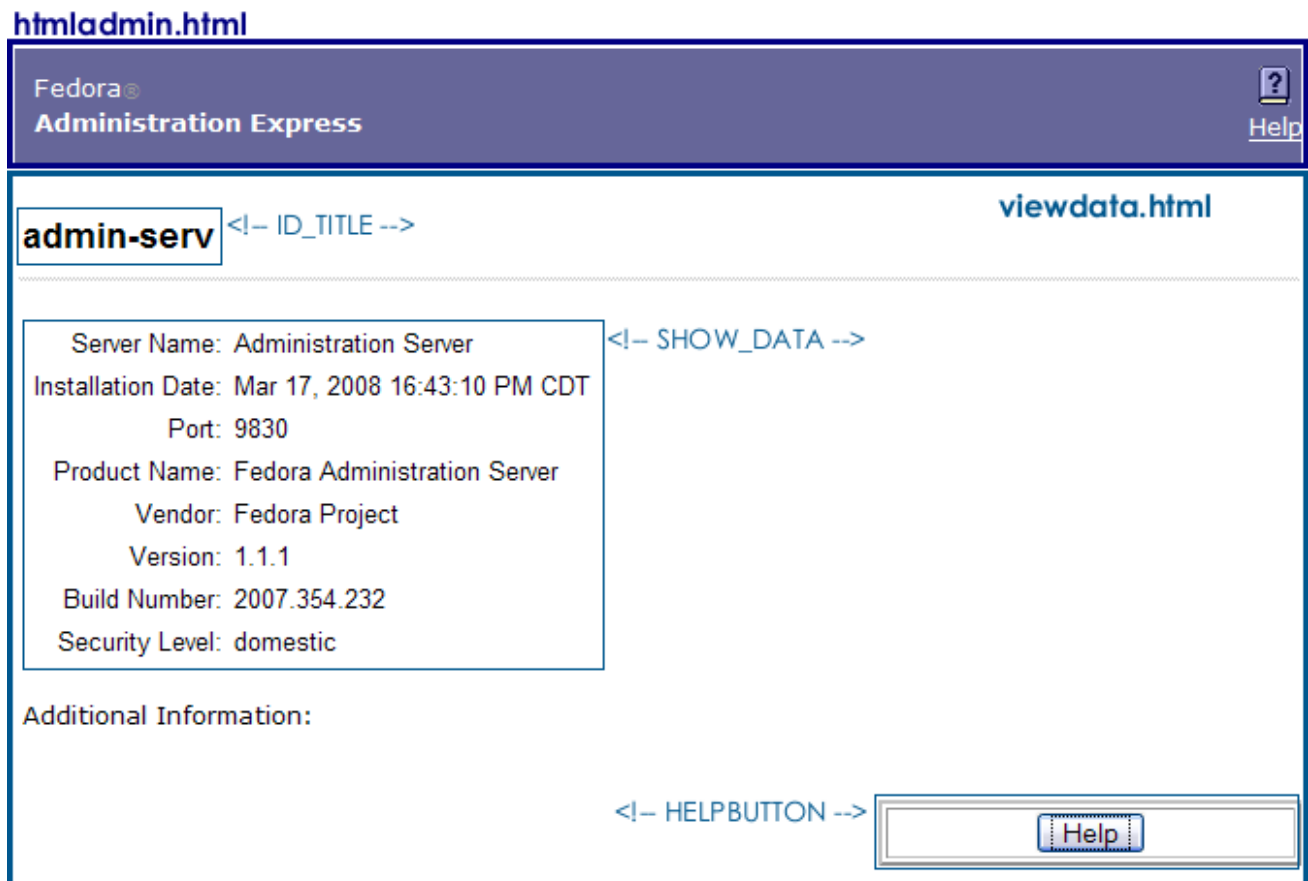 htmladmin.html
Fedora®
Administration Express
Help
viewdata.html
admin-serv <!-- ID_TITLE -->
Server Name: Administration Server <!-- SHOW_DATA -->
Installation Date: Mar 17, 2008 16:43:10 PM CDT
Port: 9830
Product Name: Fedora Administration Server
Vendor: Fedora Project
Version: 1.1.1
Build Number: 2007.354.232
Security Level: domestic
Additional Information:
<!-- HELPBUTTON --> Help